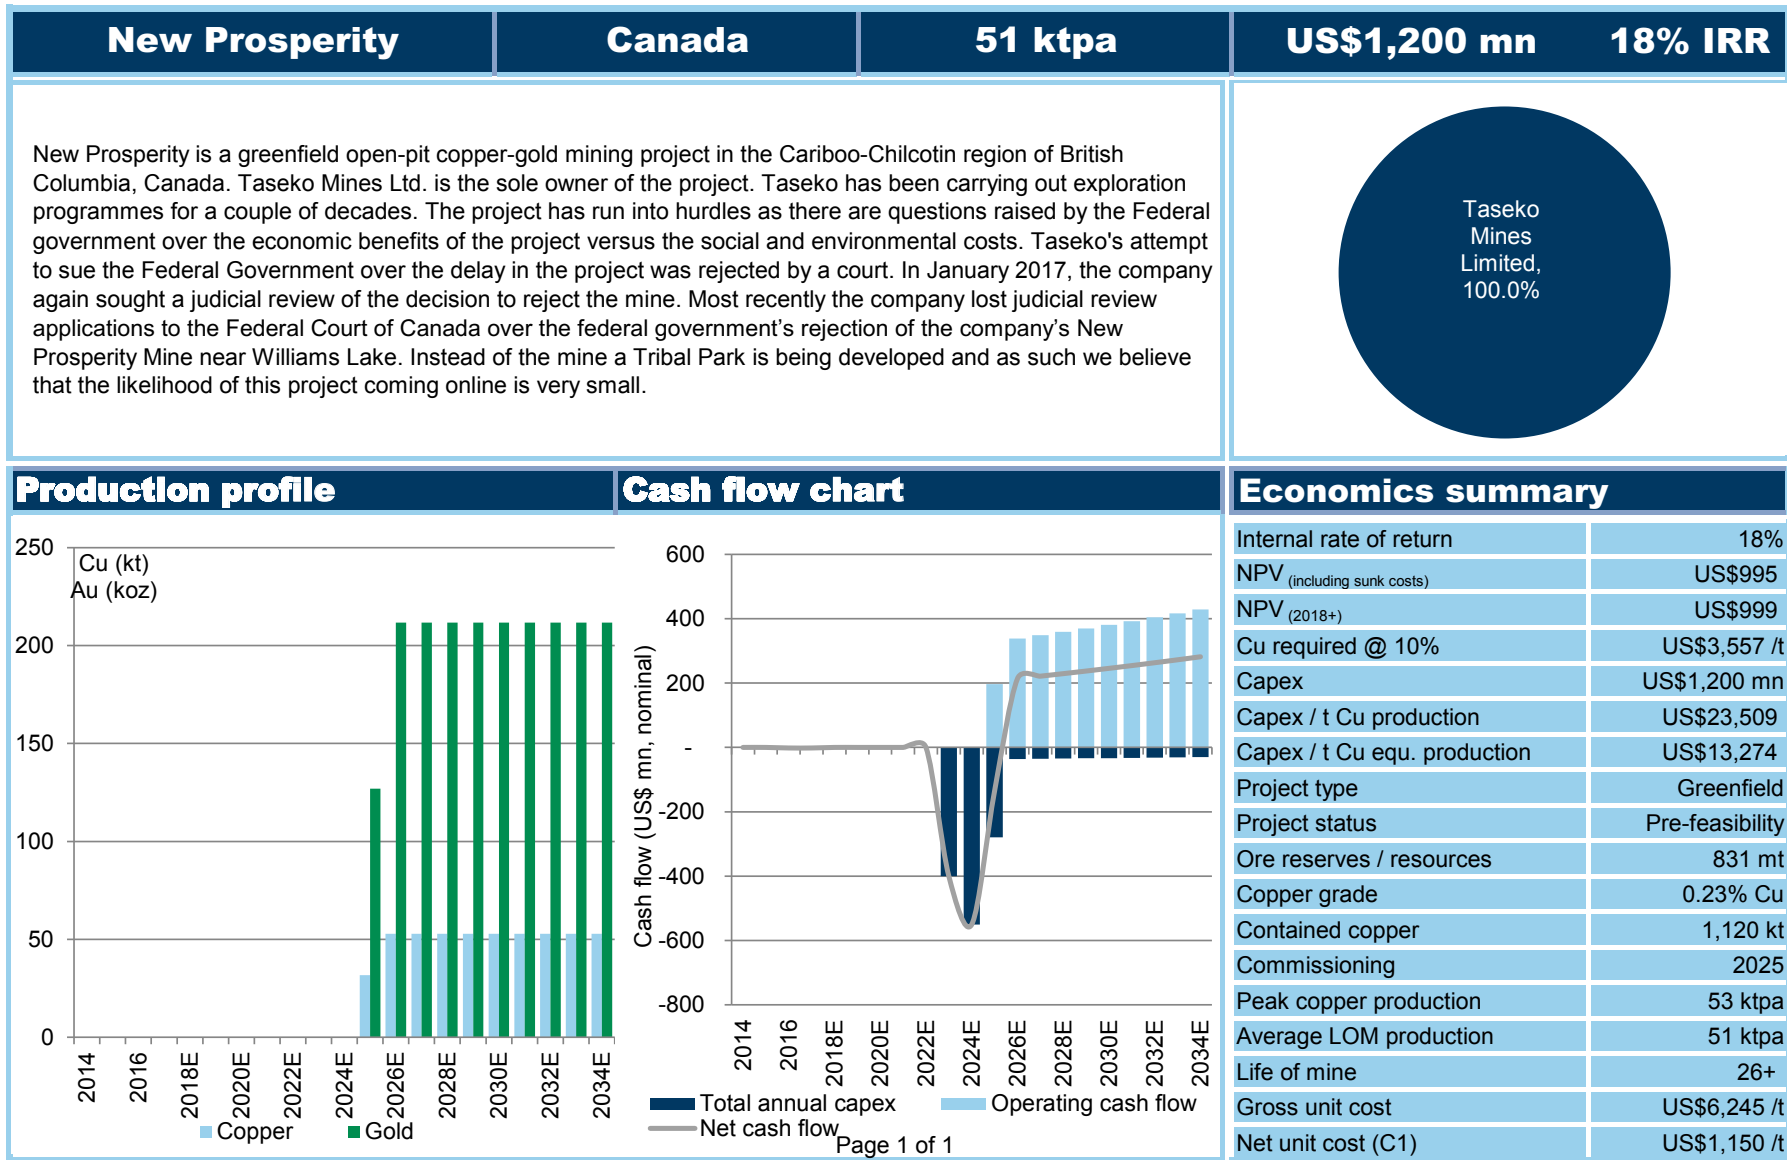 New Prosperity
Canada
51 ktpa
US$1,200 mn
18% IRR
New Prosperity is a greenfield open-pit copper-gold mining project in the Cariboo-Chilcotin region of British
Columbia, Canada. Taseko Mines Ltd. is the sole owner of the project. Taseko has been carrying out exploration
programmes for a couple of decades. The project has run into hurdles as there are questions raised by the Federal
government over the economic benefits of the project versus the social and environmental costs. Taseko's attempt
to sue the Federal Government over the delay in the project was rejected by a court. In January 2017, the company
again sought a judicial review of the decision to reject the mine. Most recently the company lost judicial review
applications to the Federal Court of Canada over the federal government’s rejection of the company’s New
Prosperity Mine near Williams Lake. Instead of the mine a Tribal Park is being developed and as such we believe
that the likelihood of this project coming online is very small.
Taseko
Mines
Limited,
100.0%
Production profile
250
200
150
100
50
0
Cu (kt)
Au (koz)
2014
2016
2018E
2020E
2022E
2024E
2026E
2028E
2030E
2032E
2034E
Copper
Gold
Cash flow chart
Cash flow (US$ mn, nominal)
600
400
200
-
-200
-400
-600
-800
2014
2016
2018E
2020E
2022E
2024E
2026E
2028E
2030E
2032E
2034E
Total annual capex
Operating cash flow
Net cash flow
Page 1 of 1
Economics summary
Internal rate of return 18%
NPV (including sunk costs) US$995
NPV (2018+) US$999
Cu required @ 10% US$3,557 /t
Capex US$1,200 mn
Capex / t Cu production US$23,509
Capex / t Cu equ. production US$13,274
Project type Greenfield
Project status Pre-feasibility
Ore reserves / resources 831 mt
Copper grade 0.23% Cu
Contained copper 1,120 kt
Commissioning 2025
Peak copper production 53 ktpa
Average LOM production 51 ktpa
Life of mine 26+
Gross unit cost US$6,245 /t
Net unit cost (C1) US$1,150 /t